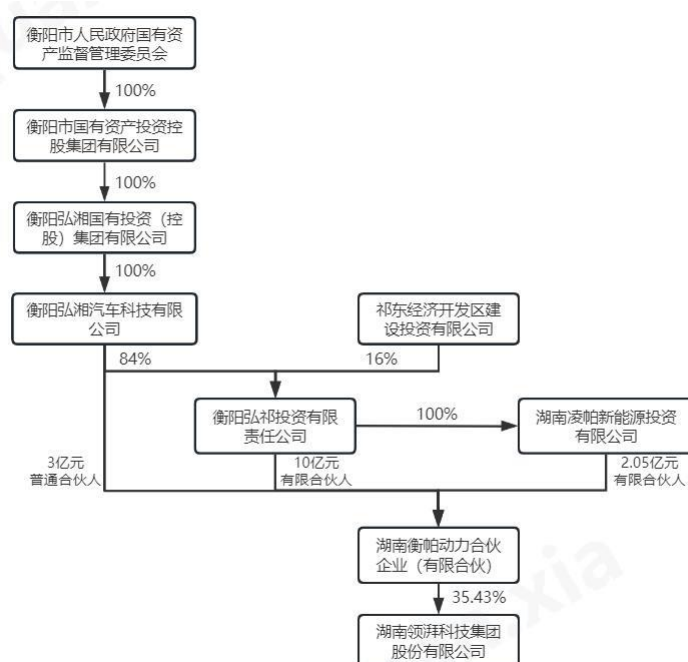 衡阳市人民政府国有资
产监督管理委员会
100%
衡阳市国有资产投资控
股集团有限公司
100%
衡阳弘湘国有投资（控
股）集团有限公司
100%
衡阳弘湘汽车科技有限
公司
祁东经济开发区建
设投资有限公司
84%
16%
衡阳弘祁投资有限
责任公司
100%
湖南凌帕新能源投资
有限公司
3亿元
普通合伙人
10亿元
有限合伙人
2.05亿元
有限合伙人
湖南衡帕动力合伙
企业（有限合伙）
35.43%
湖南领湃科技集团
股份有限公司